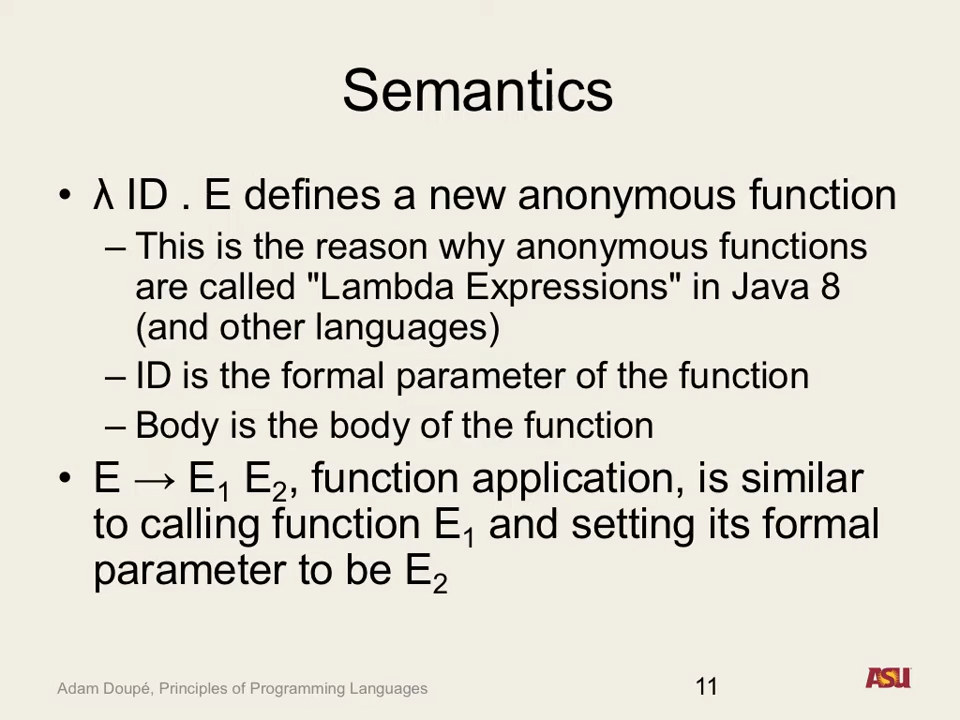 Semantics
• λ ID . E defines a new anonymous function
– This is the reason why anonymous functions
are called "Lambda Expressions" in Java 8
(and other languages)
– ID is the formal parameter of the function
– Body is the body of the function
• E → E₁ E₂, function application, is similar
to calling function E₁ and setting its formal
parameter to be E₂
Adam Doupé, Principles of Programming Languages
11
ASU